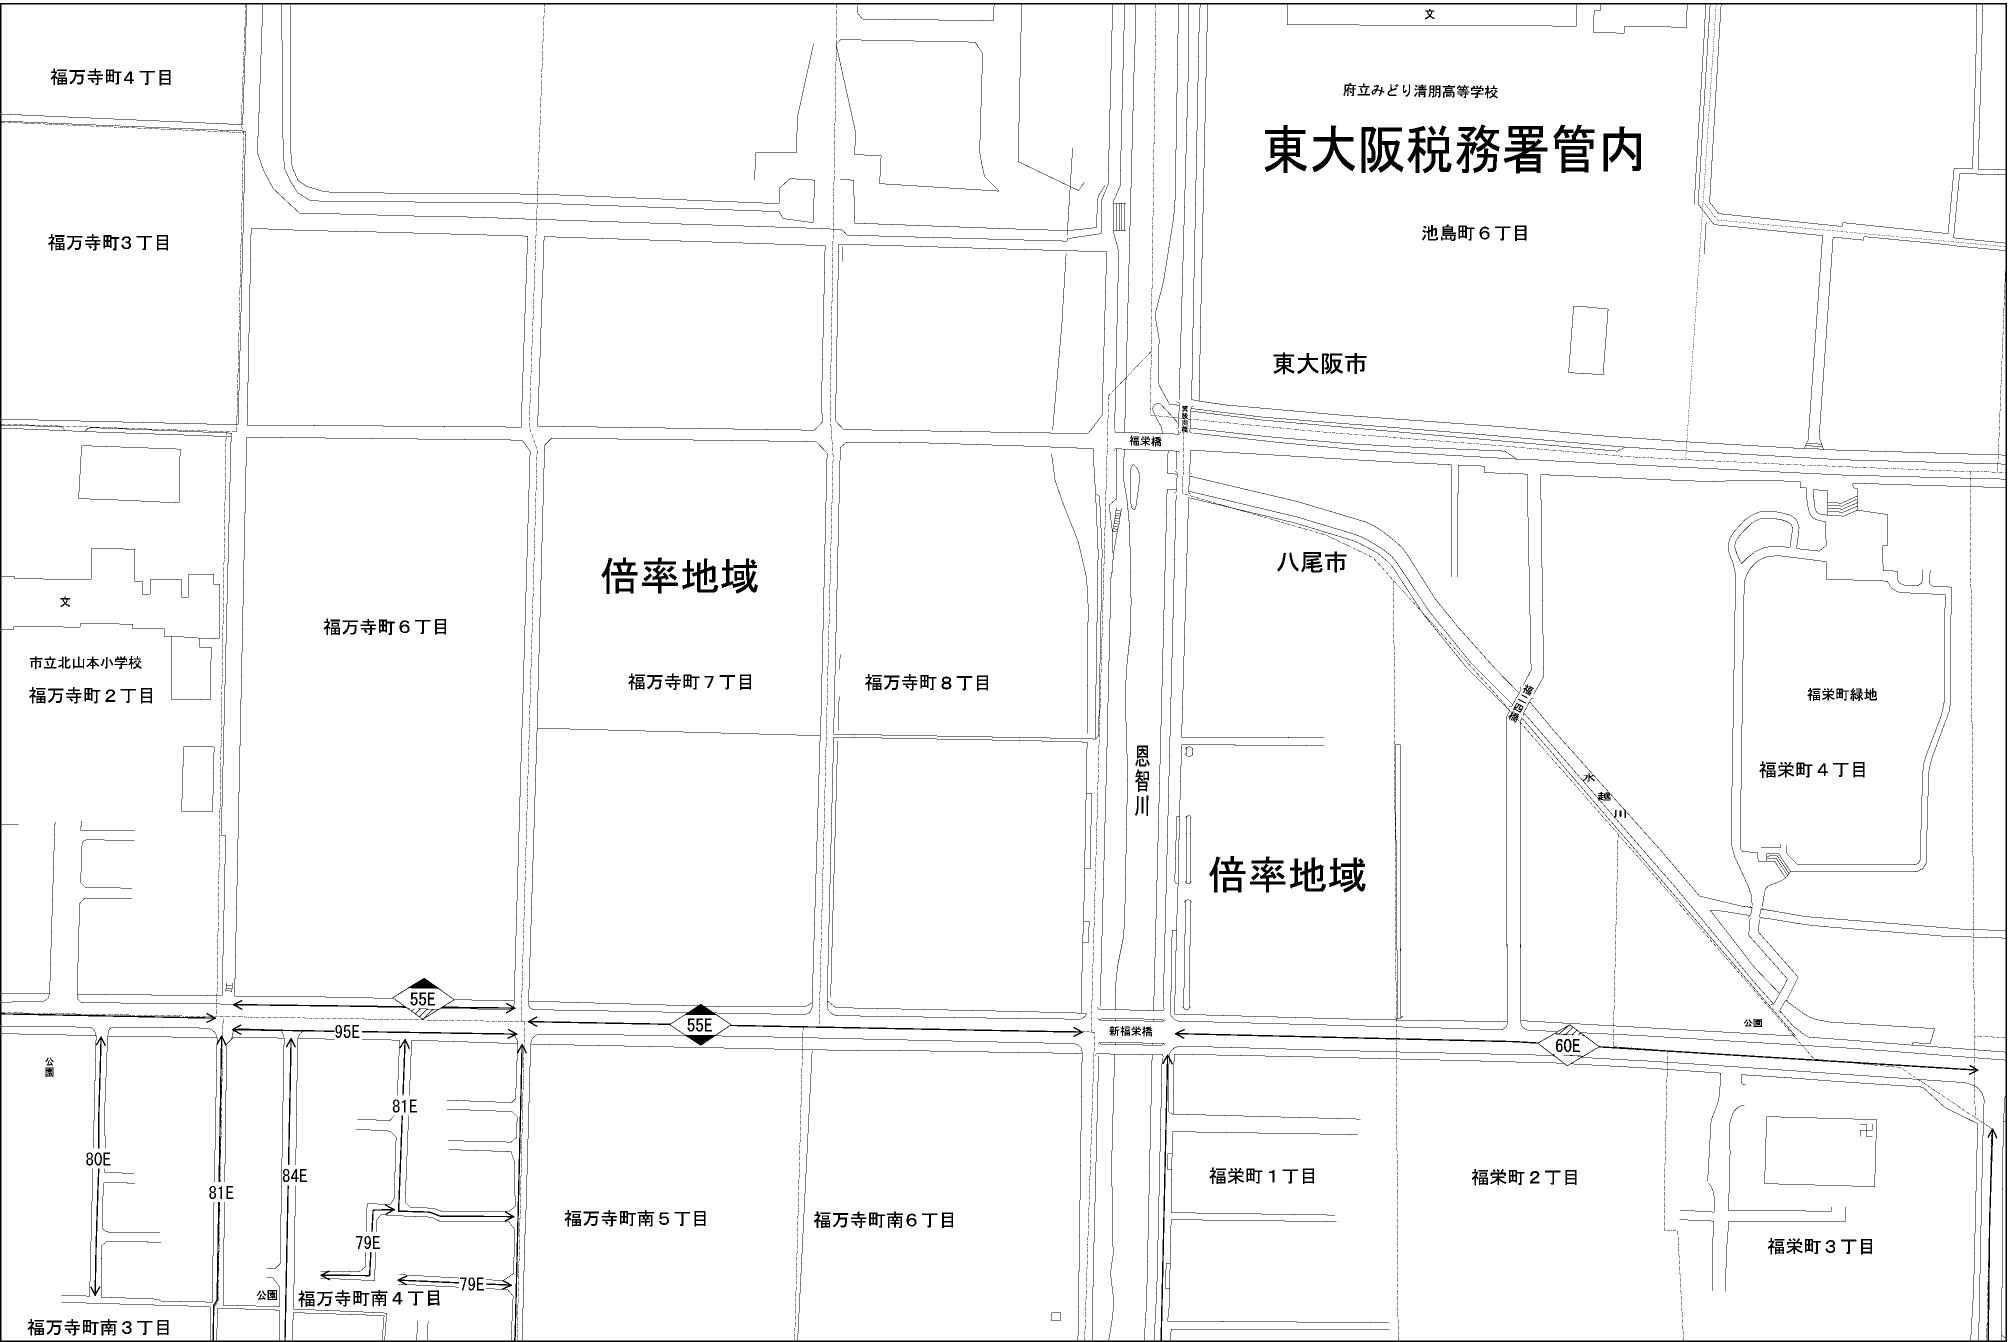 文
福万寺町４丁目
府立みどり清朋高等学校
東大阪税務署管内
福万寺町３丁目
池島町６丁目
東大阪市
福栄橋
八尾市
倍率地域
文
福万寺町６丁目
市立北山本小学校
福万寺町２丁目
福万寺町７丁目
福万寺町８丁目
福二四橋
福栄町緑地
恩智川
福栄町４丁目
水越川
倍率地域
55E
55E
95E
新福栄橋
公園
60E
公園
81E
80E
81E
84E
福栄町１丁目
福栄町２丁目
卍
福万寺町南５丁目
福万寺町南６丁目
79E
福栄町３丁目
79E
公園
福万寺町南４丁目
福万寺町南３丁目